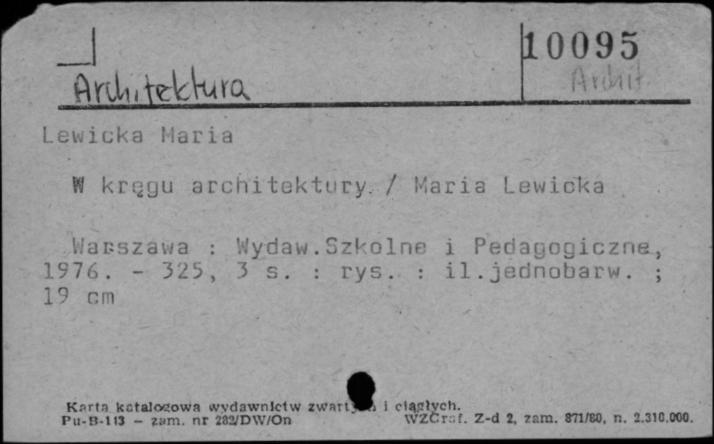 10095
Archit
Architektura
Lewicka Maria
W kręgu architektury. / Maria Lewicka
Warszawa : Wydaw.Szkolne i Pedagogiczne,
1976. - 325, 3 s. : rys. : il.jednobarw. ;
19 cm
Karta katalogowa wydawnictw i ciągłych.
Pu-B-113 — zam. nr 282/DW/On WZGraf. Z-d 2, zam. 871/80, n. 2.310.000.